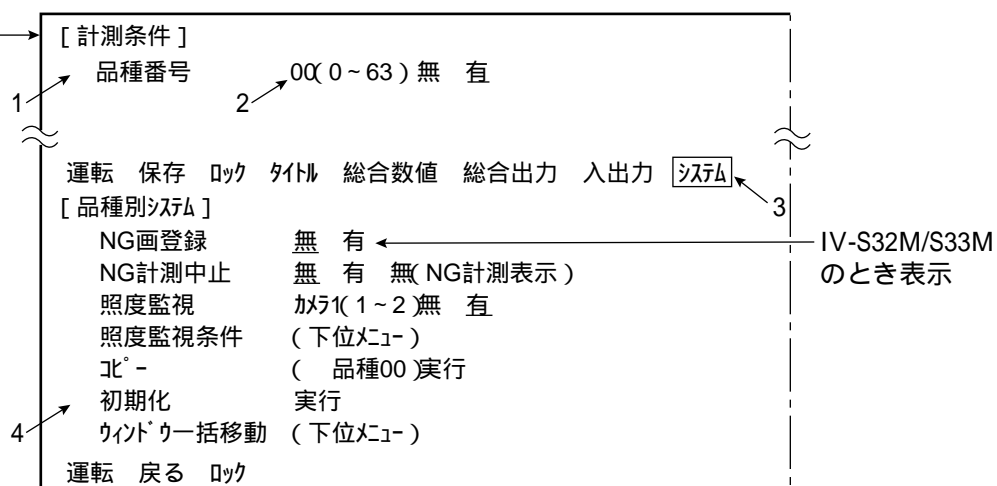 [ 計測条件 ]
品種番号 00( 0 ~ 63 ) 無 有
1
2
運転 保存 ﾛｯｸ ﾀｲﾄﾙ 総合数値 総合出力 入出力 ｼｽﾃﾑ
3
[ 品種別ｼｽﾃﾑ ]
NG画登録 無 有
IV-S32M/S33M
のとき表示
NG計測中止 無 有 無( NG計測表示 )
照度監視 ｶﾒﾗ1( 1 ~ 2 )無 有
照度監視条件 ( 下位ﾒﾆｭｰ )
ｺﾋﾟｰ ( 品種00 )実行
初期化 実行
4
ｳｨﾝﾄﾞｳ一括移動 ( 下位ﾒﾆｭｰ )
運転 戻る ﾛｯｸ